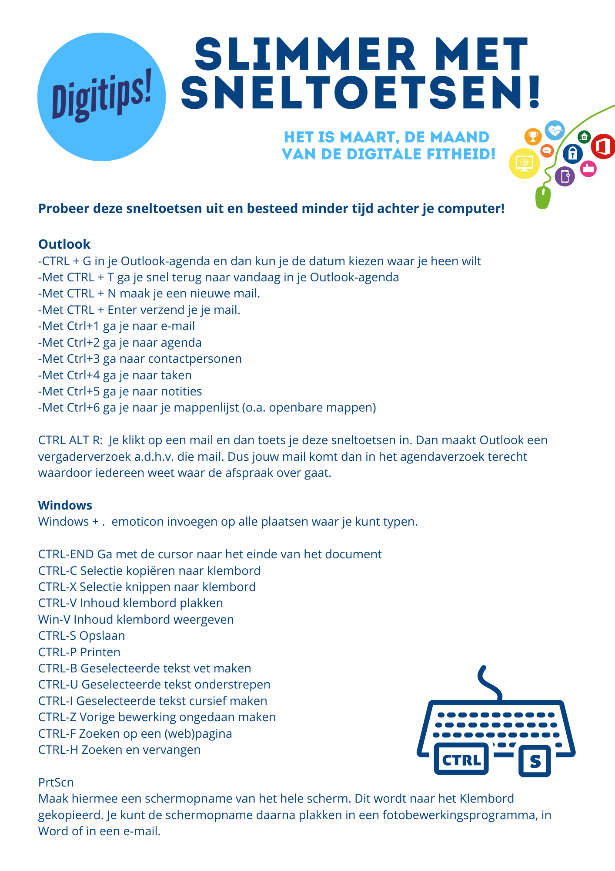 Digitips!
SLIMMER MET
SNELTOETSEN!
HET IS MAART, DE MAAND
VAN DE DIGITALE FITHEID!
Probeer deze sneltoetsen uit en besteed minder tijd achter je computer!
Outlook
-CTRL + G in je Outlook-agenda en dan kun je de datum kiezen waar je heen wilt
-Met CTRL + T ga je snel terug naar vandaag in je Outlook-agenda
-Met CTRL + N maak je een nieuwe mail.
-Met CTRL + Enter verzend je je mail.
-Met Ctrl+1 ga je naar e-mail
-Met Ctrl+2 ga je naar agenda
-Met Ctrl+3 ga naar contactpersonen
-Met Ctrl+4 ga je naar taken
-Met Ctrl+5 ga je naar notities
-Met Ctrl+6 ga je naar je mappenlijst (o.a. openbare mappen)
CTRL ALT R:  Je klikt op een mail en dan toets je deze sneltoetsen in. Dan maakt Outlook een
vergaderverzoek a.d.h.v. die mail. Dus jouw mail komt dan in het agendaverzoek terecht
waardoor iedereen weet waar de afspraak over gaat.
Windows
Windows + .  emoticon invoegen op alle plaatsen waar je kunt typen.
CTRL-END Ga met de cursor naar het einde van het document
CTRL-C Selectie kopiëren naar klembord
CTRL-X Selectie knippen naar klembord
CTRL-V Inhoud klembord plakken
Win-V Inhoud klembord weergeven
CTRL-S Opslaan
CTRL-P Printen
CTRL-B Geselecteerde tekst vet maken
CTRL-U Geselecteerde tekst onderstrepen
CTRL-I Geselecteerde tekst cursief maken
CTRL-Z Vorige bewerking ongedaan maken
CTRL-F Zoeken op een (web)pagina
CTRL-H Zoeken en vervangen
CTRL
S
PrtScn
Maak hiermee een schermopname van het hele scherm. Dit wordt naar het Klembord
gekopieerd. Je kunt de schermopname daarna plakken in een fotobewerkingsprogramma, in
Word of in een e-mail.